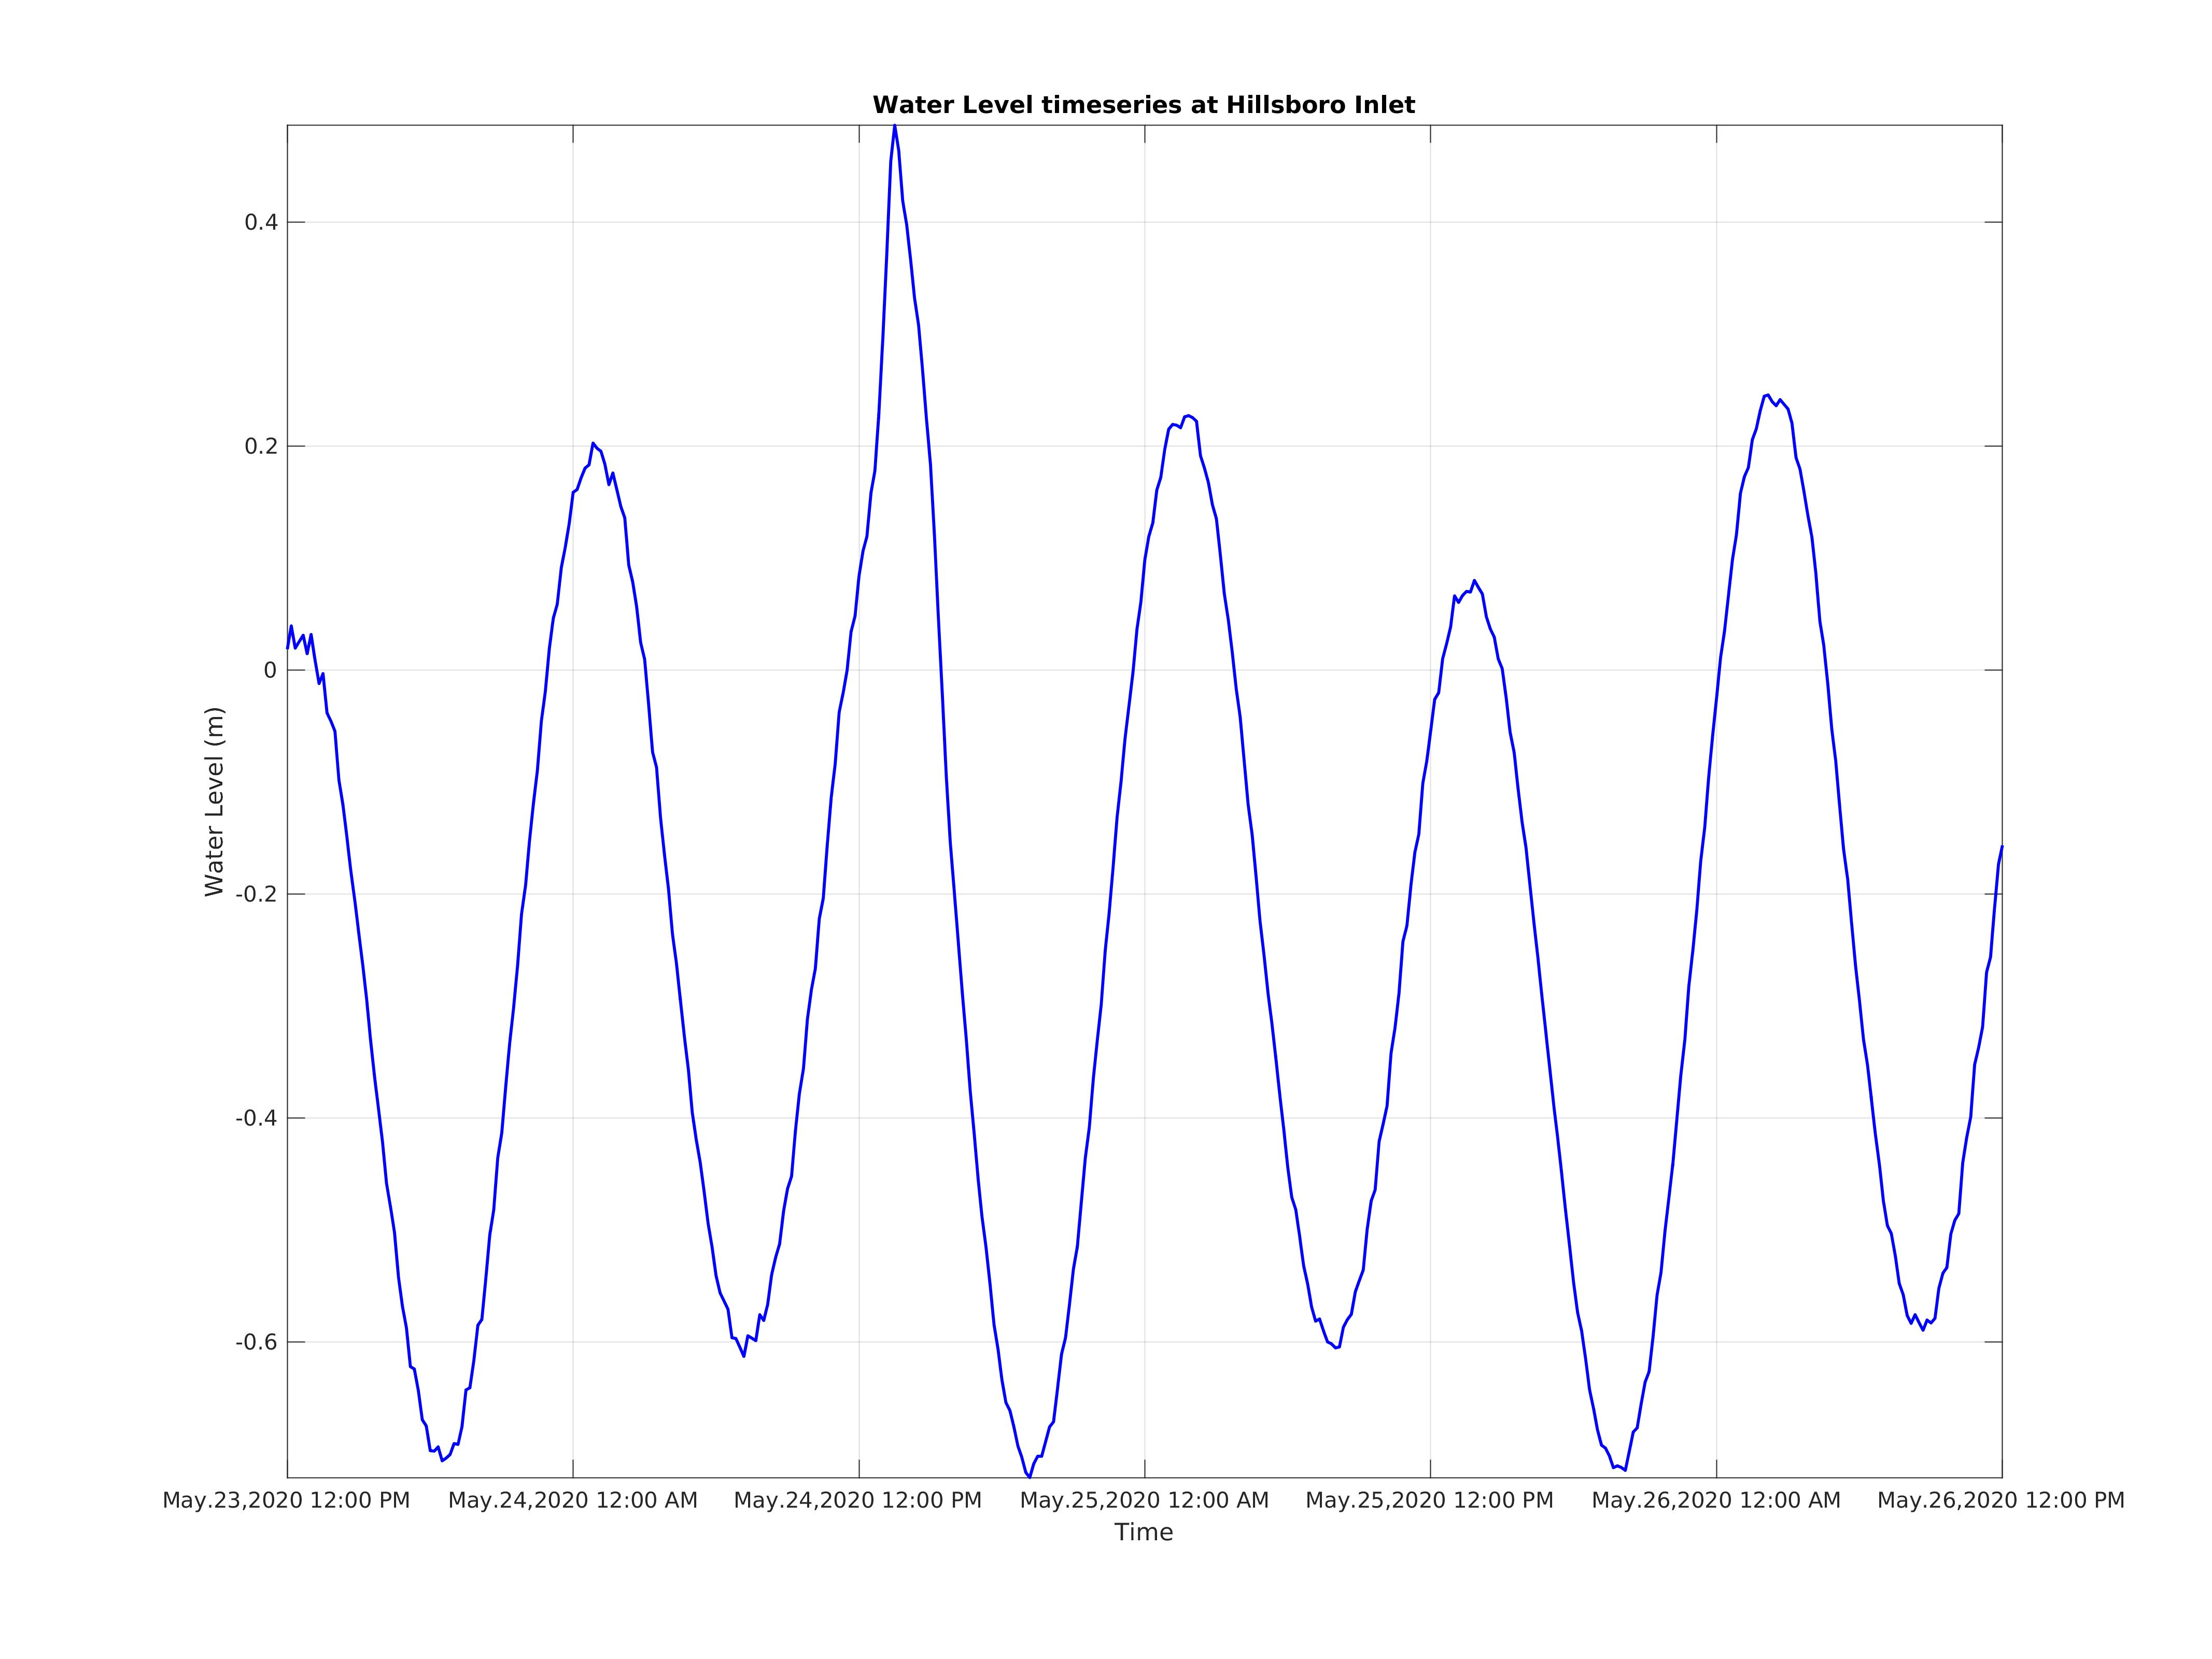 Water Level timeseries at Hillsboro Inlet
0.4
0.2
0
-0.2
-0.4
-0.6
Water Level (m)
May.23,2020 12:00 PM May.24,2020 12:00 AM May.24,2020 12:00 PM May.25,2020 12:00 AM May.25,2020 12:00 PM May.26,2020 12:00 AM May.26,2020 12:00 PM
Time